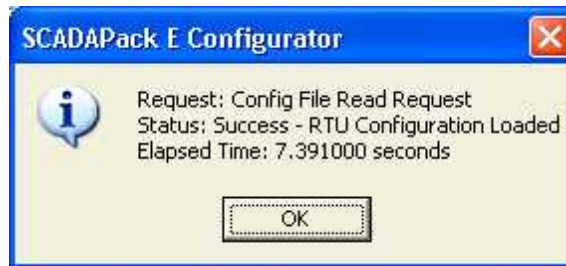 SCADAPack E Configurator
Request: Config File Read Request
Status: Success - RTU Configuration Loaded
Elapsed Time: 7.391000 seconds
OK